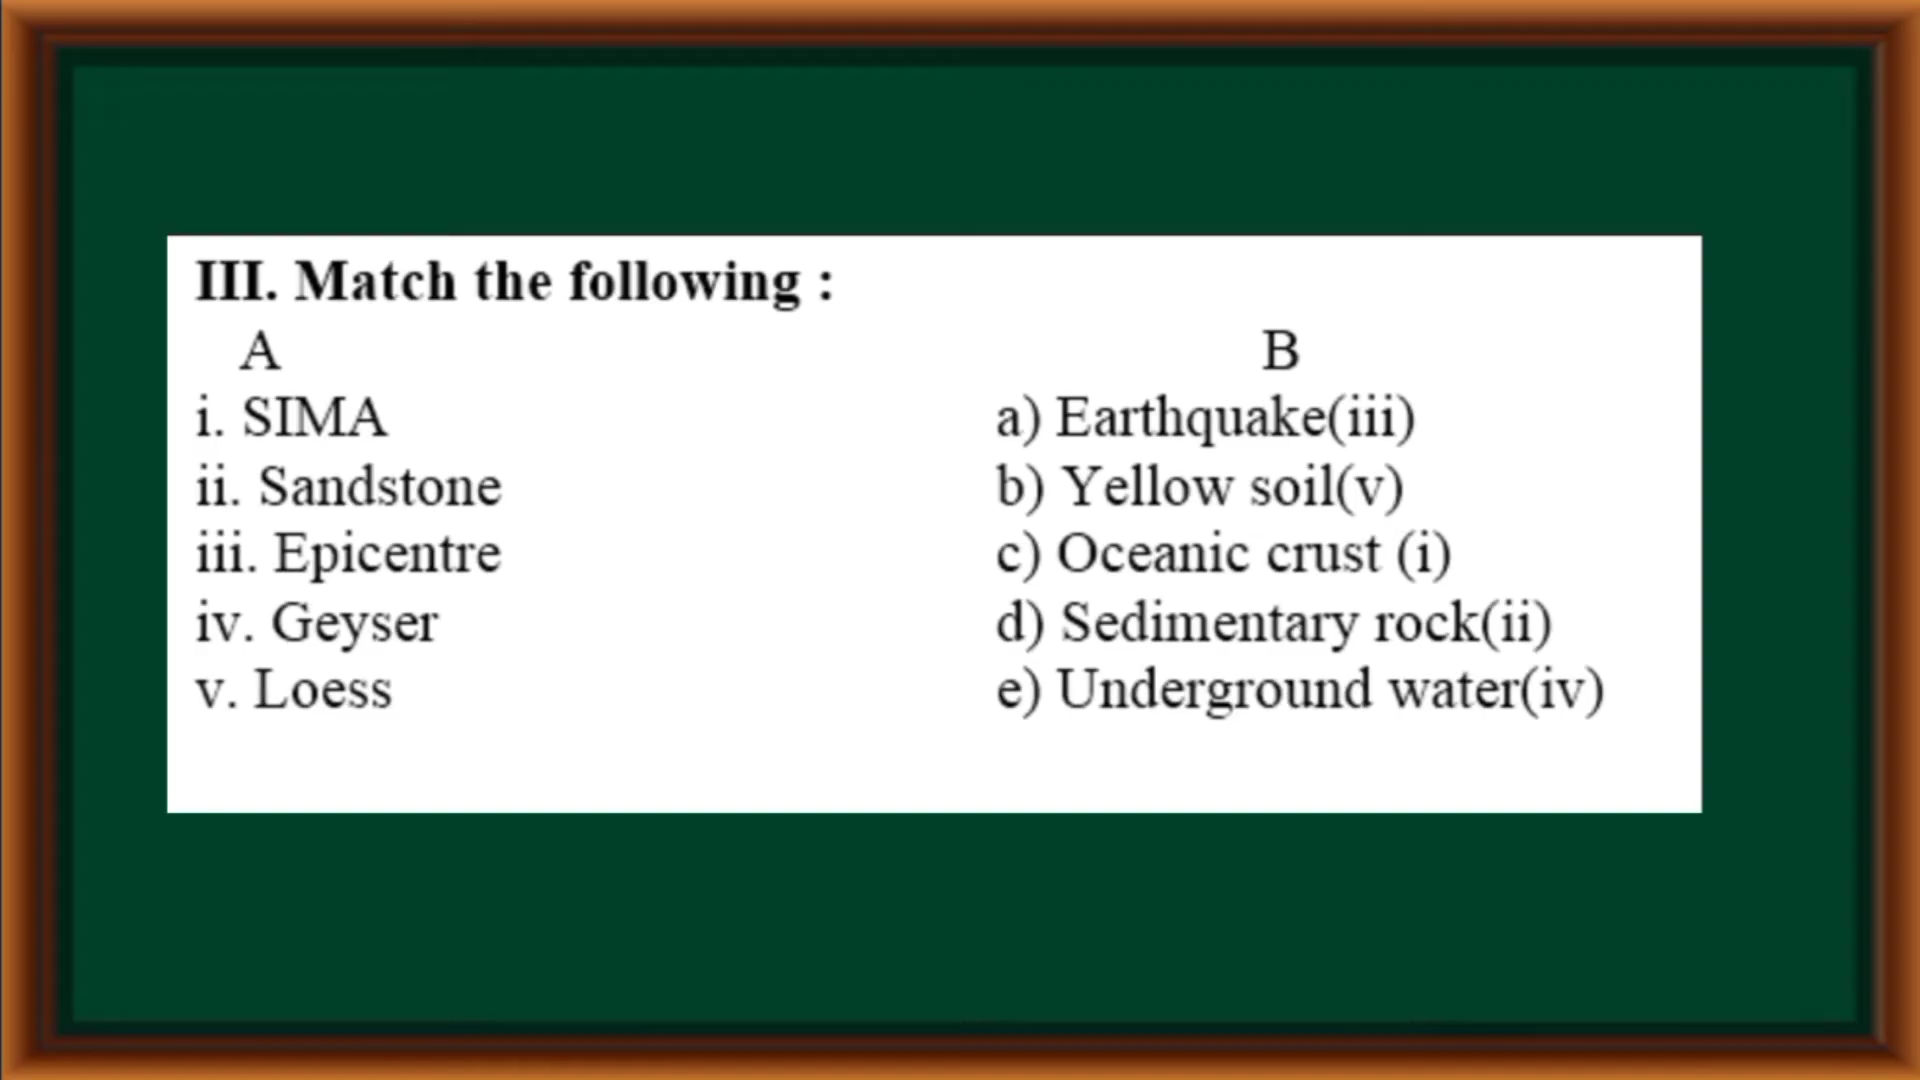 III. Match the following :
A B
i. SIMA a) Earthquake(iii)
ii. Sandstone b) Yellow soil(v)
iii. Epicentre c) Oceanic crust (i)
iv. Geyser d) Sedimentary rock(ii)
v. Loess e) Underground water(iv)